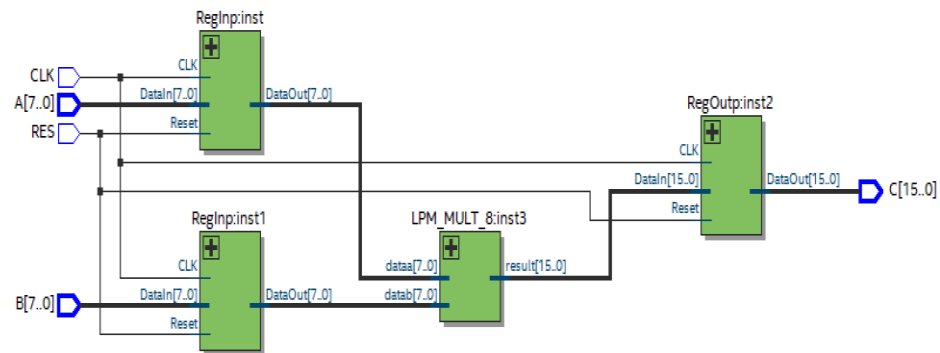 RegInp:inst
CLK
CLK
A[7..0]
DataIn[7..0]
DataOut[7..0]
RES
Reset
RegOutp:inst2
CLK
DataIn[15..0]
DataOut[15..0]
C[15..0]
Reset
RegInp:inst1
LPM_MULT_8:inst3
CLK
dataa[7..0]
result[15..0]
B[7..0]
DataIn[7..0]
DataOut[7..0]
datab[7..0]
Reset